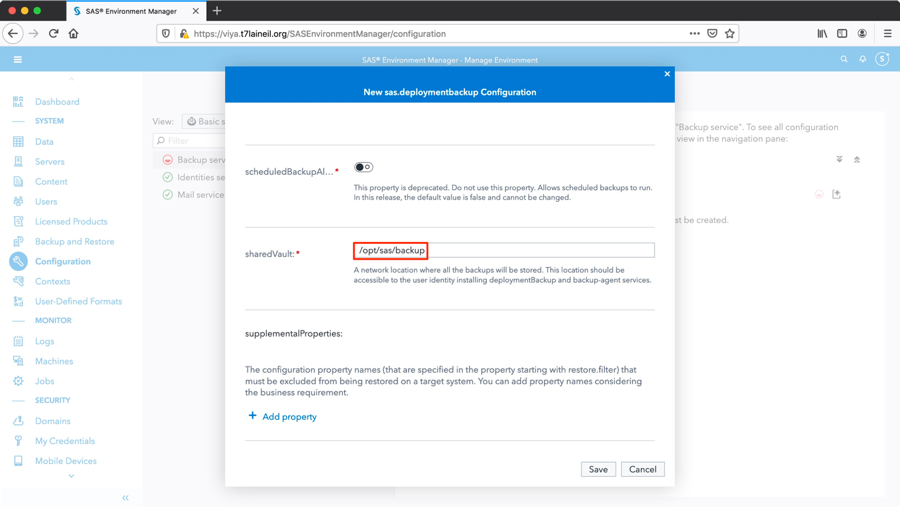 SAS® Environment Manager
https://viya.t7laineil.org/SASEnvironmentManager/configuration
SAS® Environment Manager - Manage Environment
S
Dashboard
SYSTEM
Data
Servers
Content
Users
Licensed Products
Backup and Restore
Configuration
Contexts
User-Defined Formats
MONITOR
Logs
Machines
Jobs
SECURITY
Domains
My Credentials
Mobile Devices
View: Basic s
Filter
Backup serv
Identities se
Mail service
"Backup service". To see all configuration
view in the navigation pane:
st be created.
New sas.deploymentbackup Configuration
scheduledBackupAl...*
This property is deprecated. Do not use this property. Allows scheduled backups to run.
In this release, the default value is false and cannot be changed.
sharedVault:*
/opt/sas/backup
A network location where all the backups will be stored. This location should be
accessible to the user identity installing deploymentBackup and backup-agent services.
supplementalProperties:
The configuration property names (that are specified in the property starting with restore.filter) that
must be excluded from being restored on a target system. You can add property names considering
the business requirement.
+ Add property
Save
Cancel